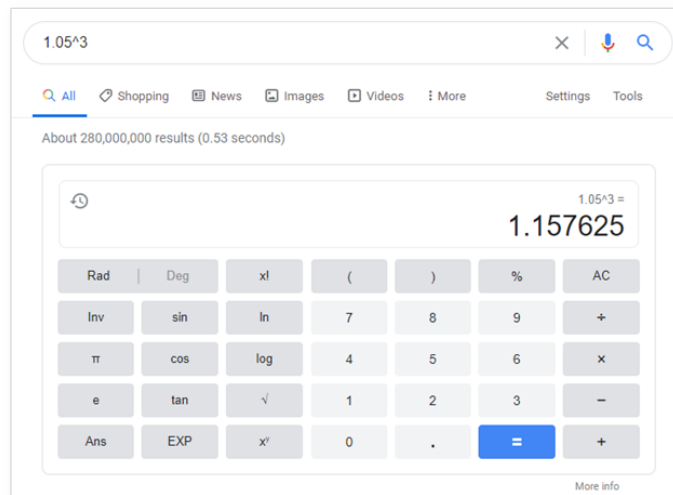 1.05^3
All Shopping News Images Videos More Settings Tools
About 280,000,000 results (0.53 seconds)
1.05^3 =
1.157625
Rad | Deg x! ( ) % AC
Inv sin ln 7 8 9 ÷
π cos log 4 5 6 ×
e tan √ 1 2 3 −
Ans EXP xʸ 0 . = +
More info